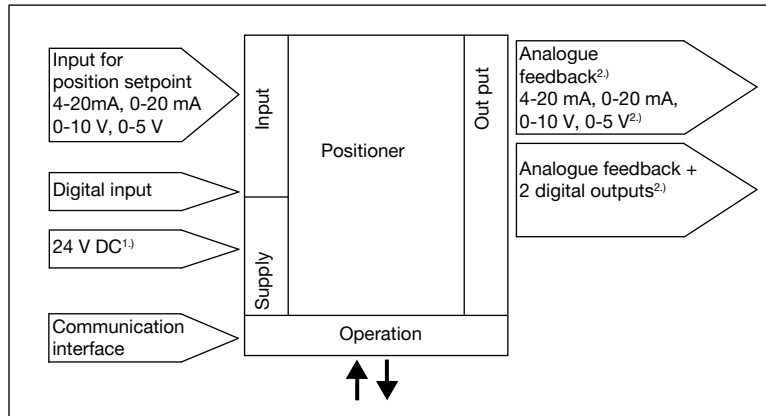 Input for
position setpoint
4-20mA, 0-20 mA
0-10 V, 0-5 V
Digital input
24 V DC1.)
Communication
interface
Input
Supply
Positioner
Operation
Out put
Analogue
feedback2.)
4-20 mA, 0-20 mA,
0-10 V, 0-5 V2.)
Analogue feedback +
2 digital outputs2.)